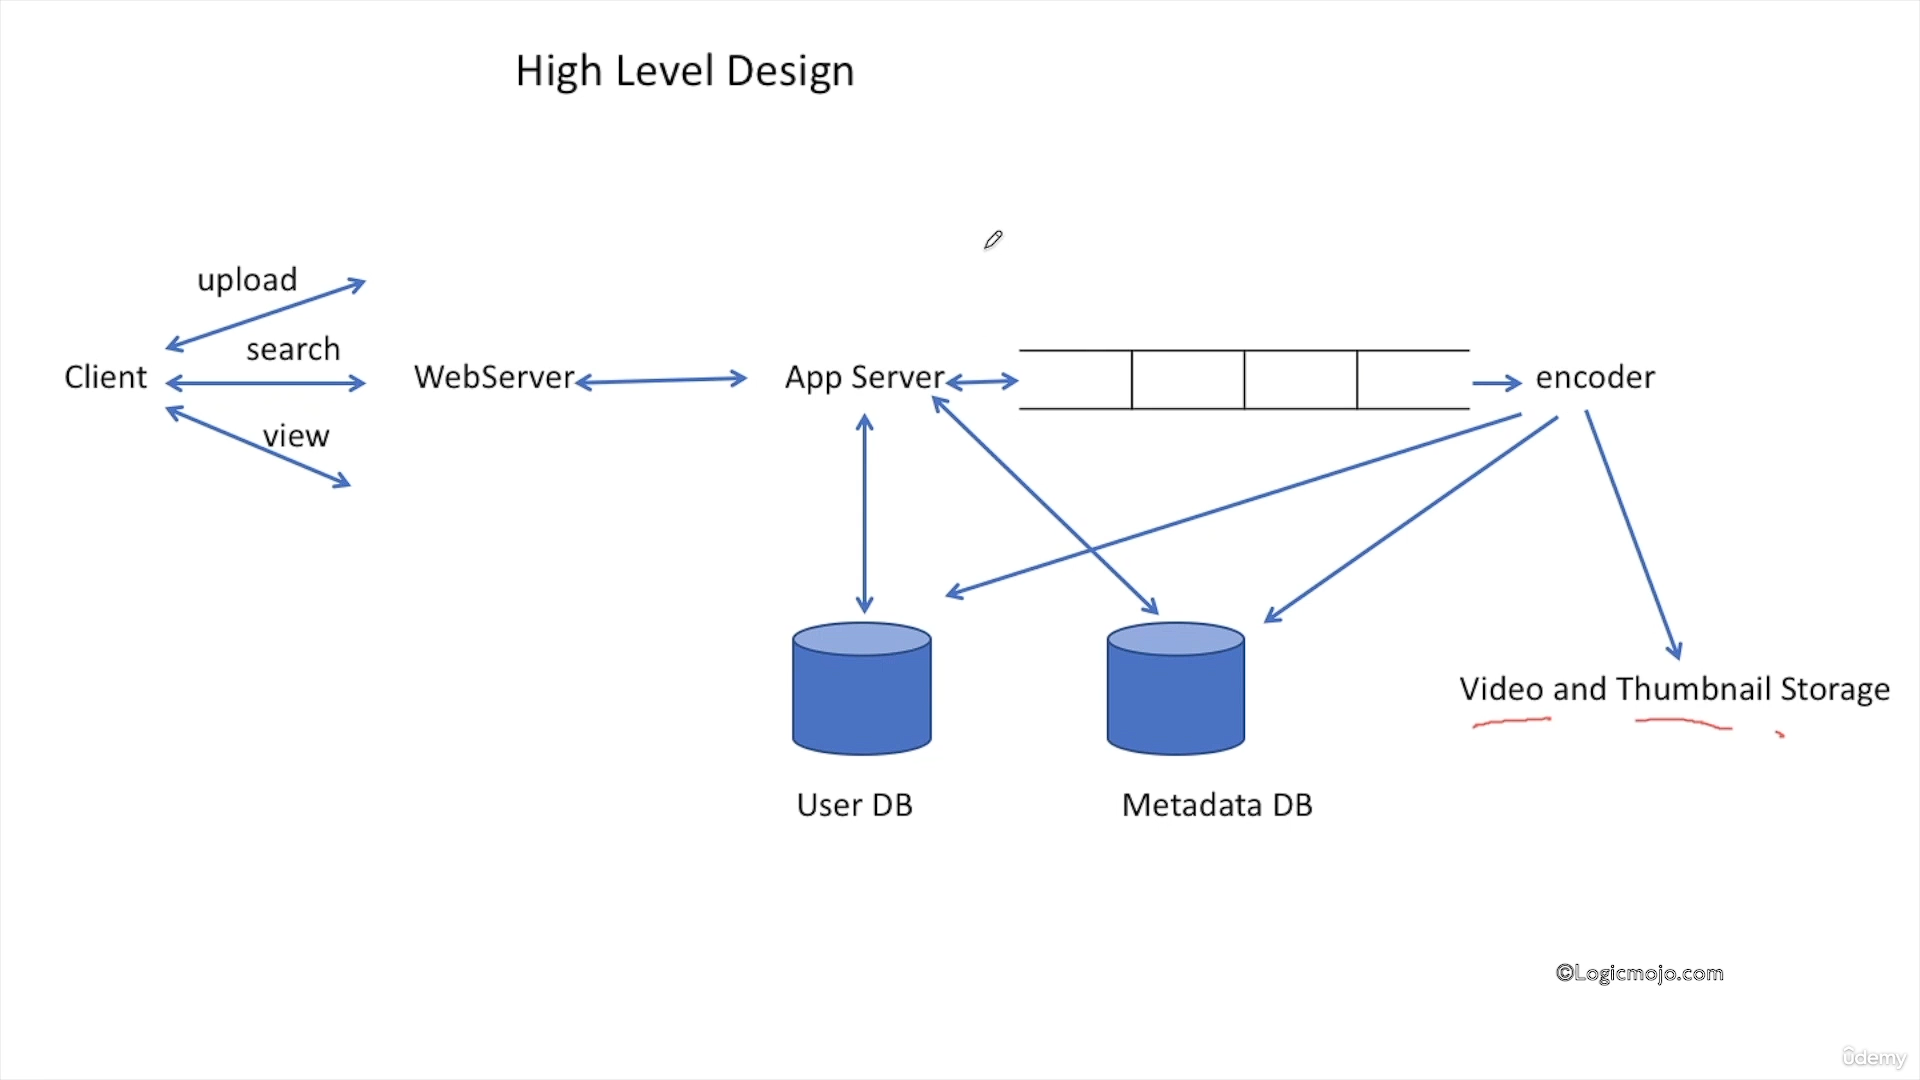 High Level Design
upload
search
Client
WebServer
App Server
encoder
view
Video and Thumbnail Storage
User DB
Metadata DB
©Logicmojo.com
ûdemy